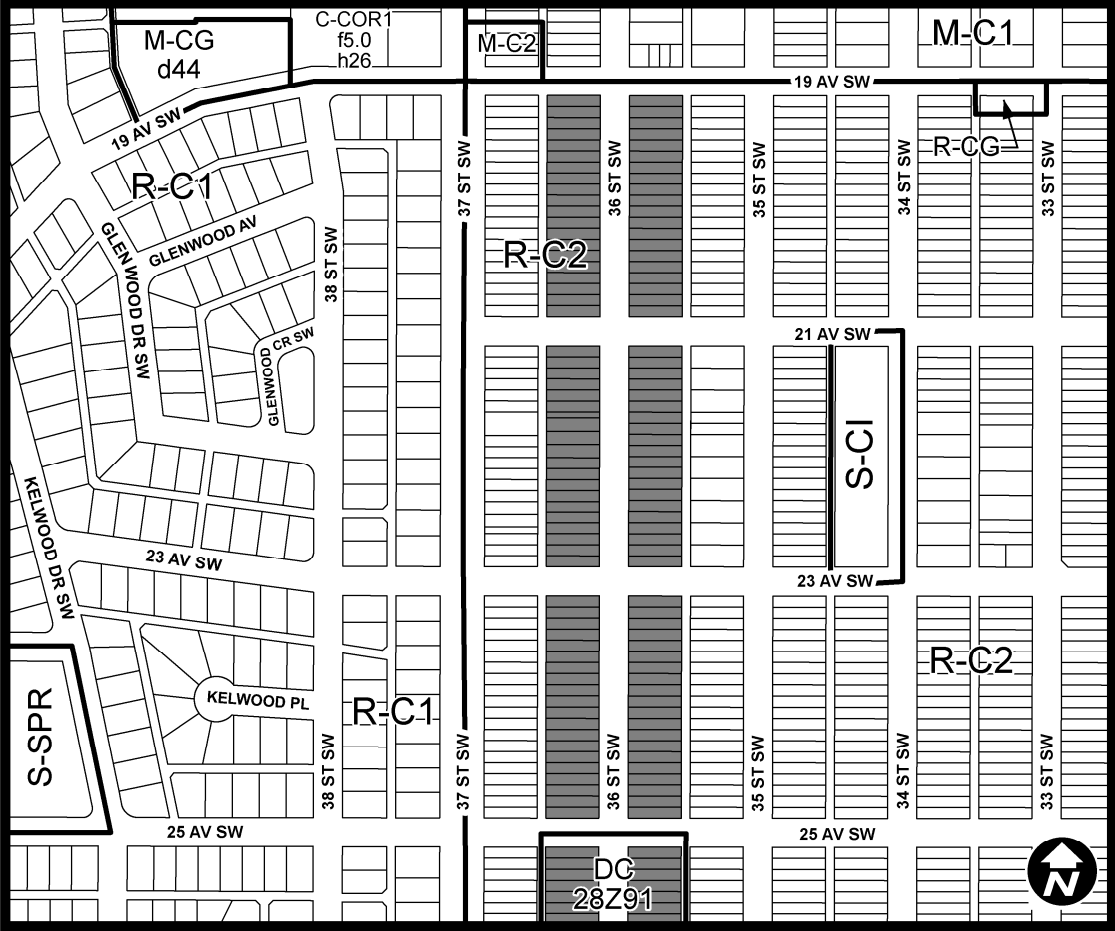 C-COR1
f5.0
h26
M-CG
d44
M-C2
M-C1
19 AV SW
19 AV SW
R-CG
R-C1
37 ST SW
36 ST SW
35 ST SW
34 ST SW
33 ST SW
GLENWOOD AV
GLEN WOOD DR SW
38 ST SW
R-C2
GLENWOOD CR SW
21 AV SW
S-CI
23 AV SW
KELWOOD DR SW
23 AV SW
R-C2
KELWOOD PL
R-C1
S-SPR
38 ST SW
37 ST SW
36 ST SW
35 ST SW
34 ST SW
33 ST SW
25 AV SW
25 AV SW
DC
28Z91
N